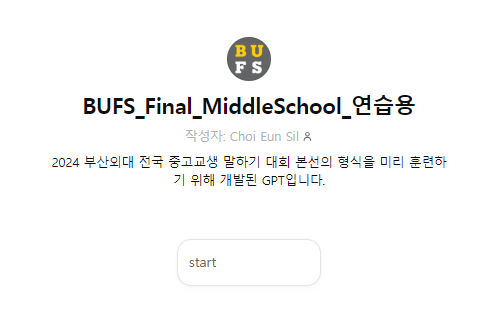 BU
FS
BUFS_Final_MiddleSchool_연습용
작성자: Choi Eun Sil
2024 부산외대 전국 중고교생 말하기 대회 본선의 형식을 미리 훈련하
기 위해 개발된 GPT입니다.
start